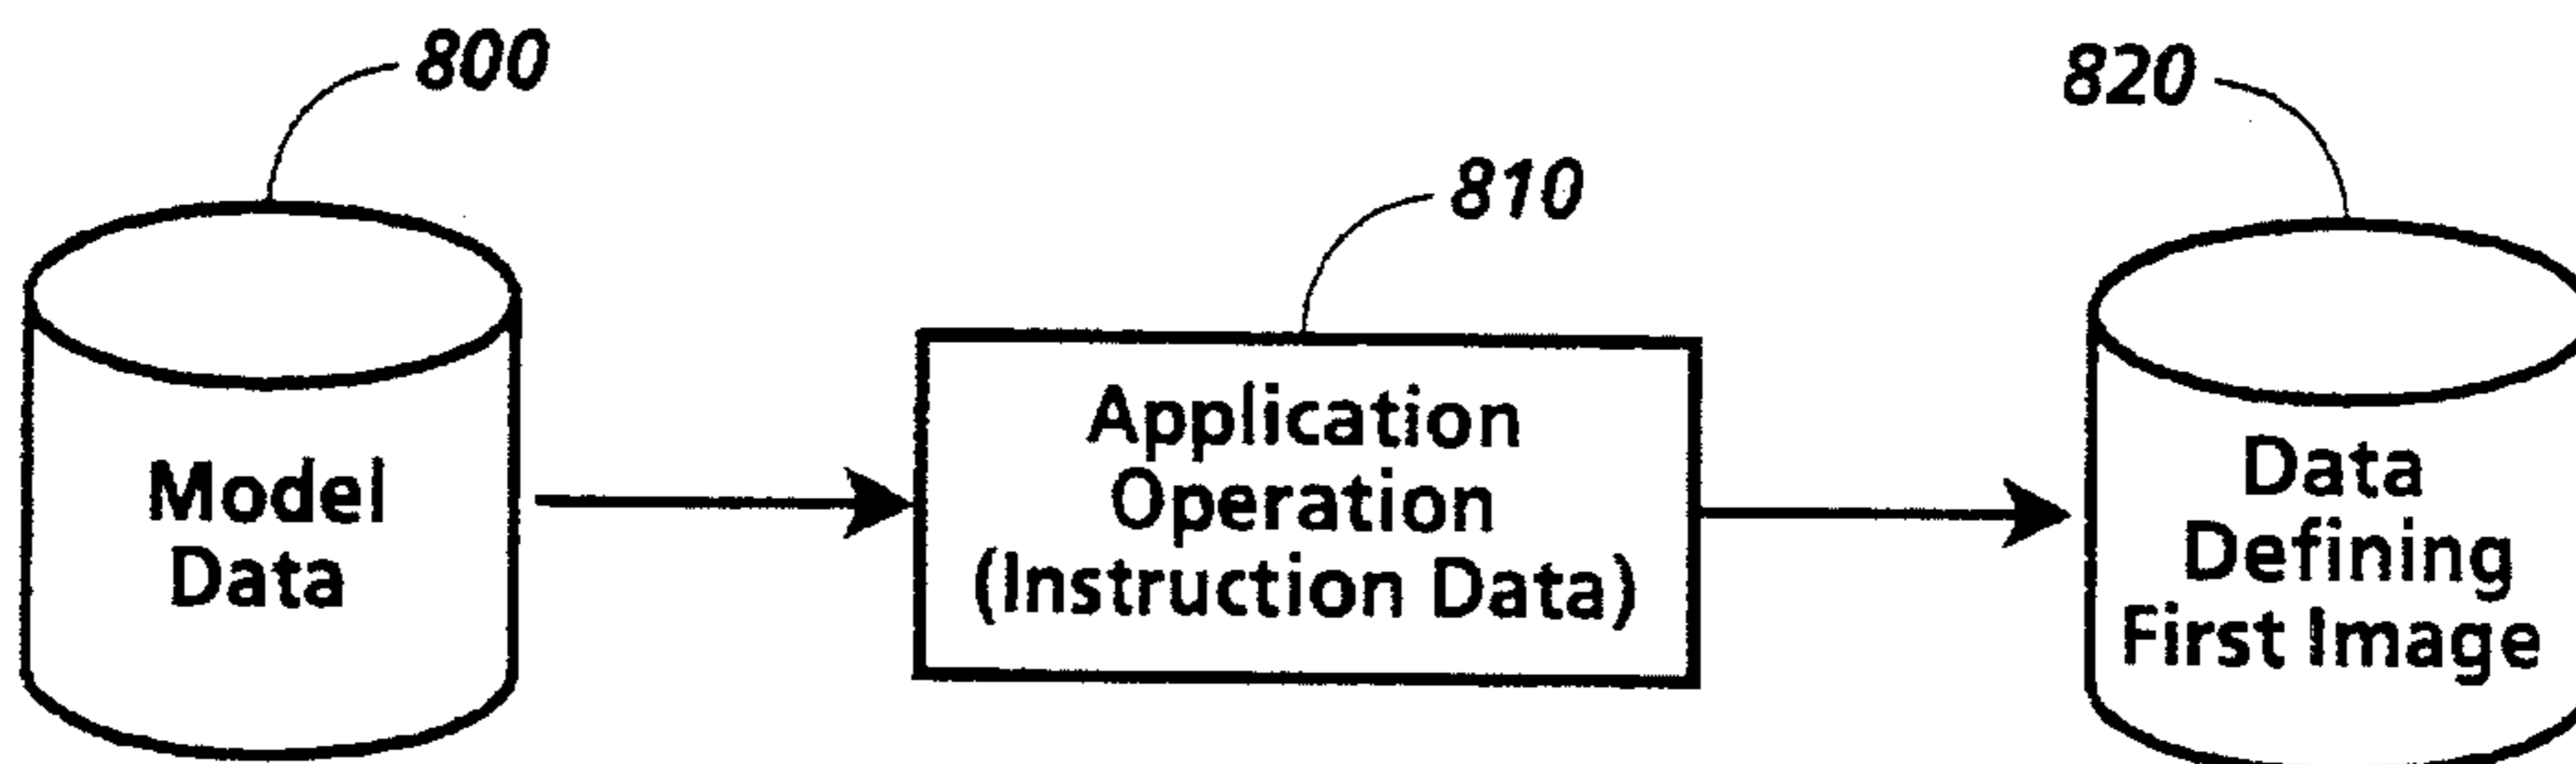 800
820
810
Model
Data
Application
Operation
(Instruction Data)
Data
Defining
First Image